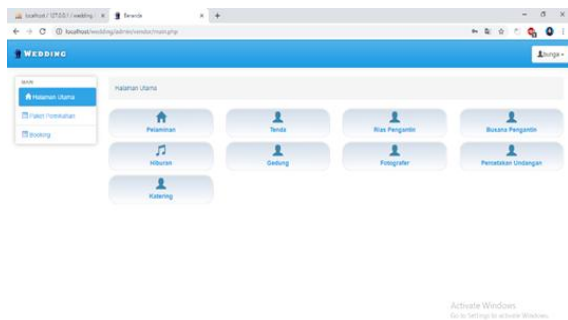 localhost / 127.0.0.1 / wedding /
Beranda
localhost/wedding/admin/vendor/main.php
WEDDING
bunga
MAIN
Halaman Utama
Halaman Utama
Paket Pernikahan
Booking
Pelaminan
Tenda
Rias Pengantin
Busana Pengantin
Hiburan
Gedung
Fotografer
Percetakan Undangan
Katering
Activate Windows
Go to Settings to activate Windows.